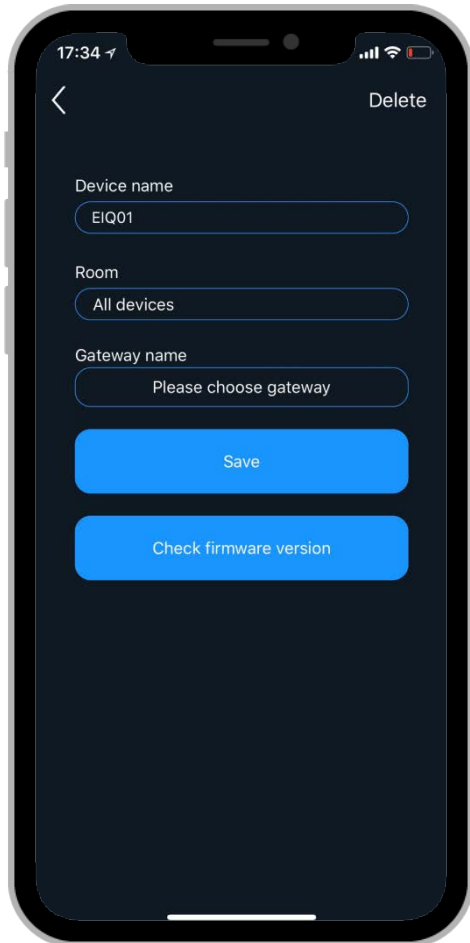 17:34
Delete
Device name
EIQ01
Room
All devices
Gateway name
Please choose gateway
Save
Check firmware version